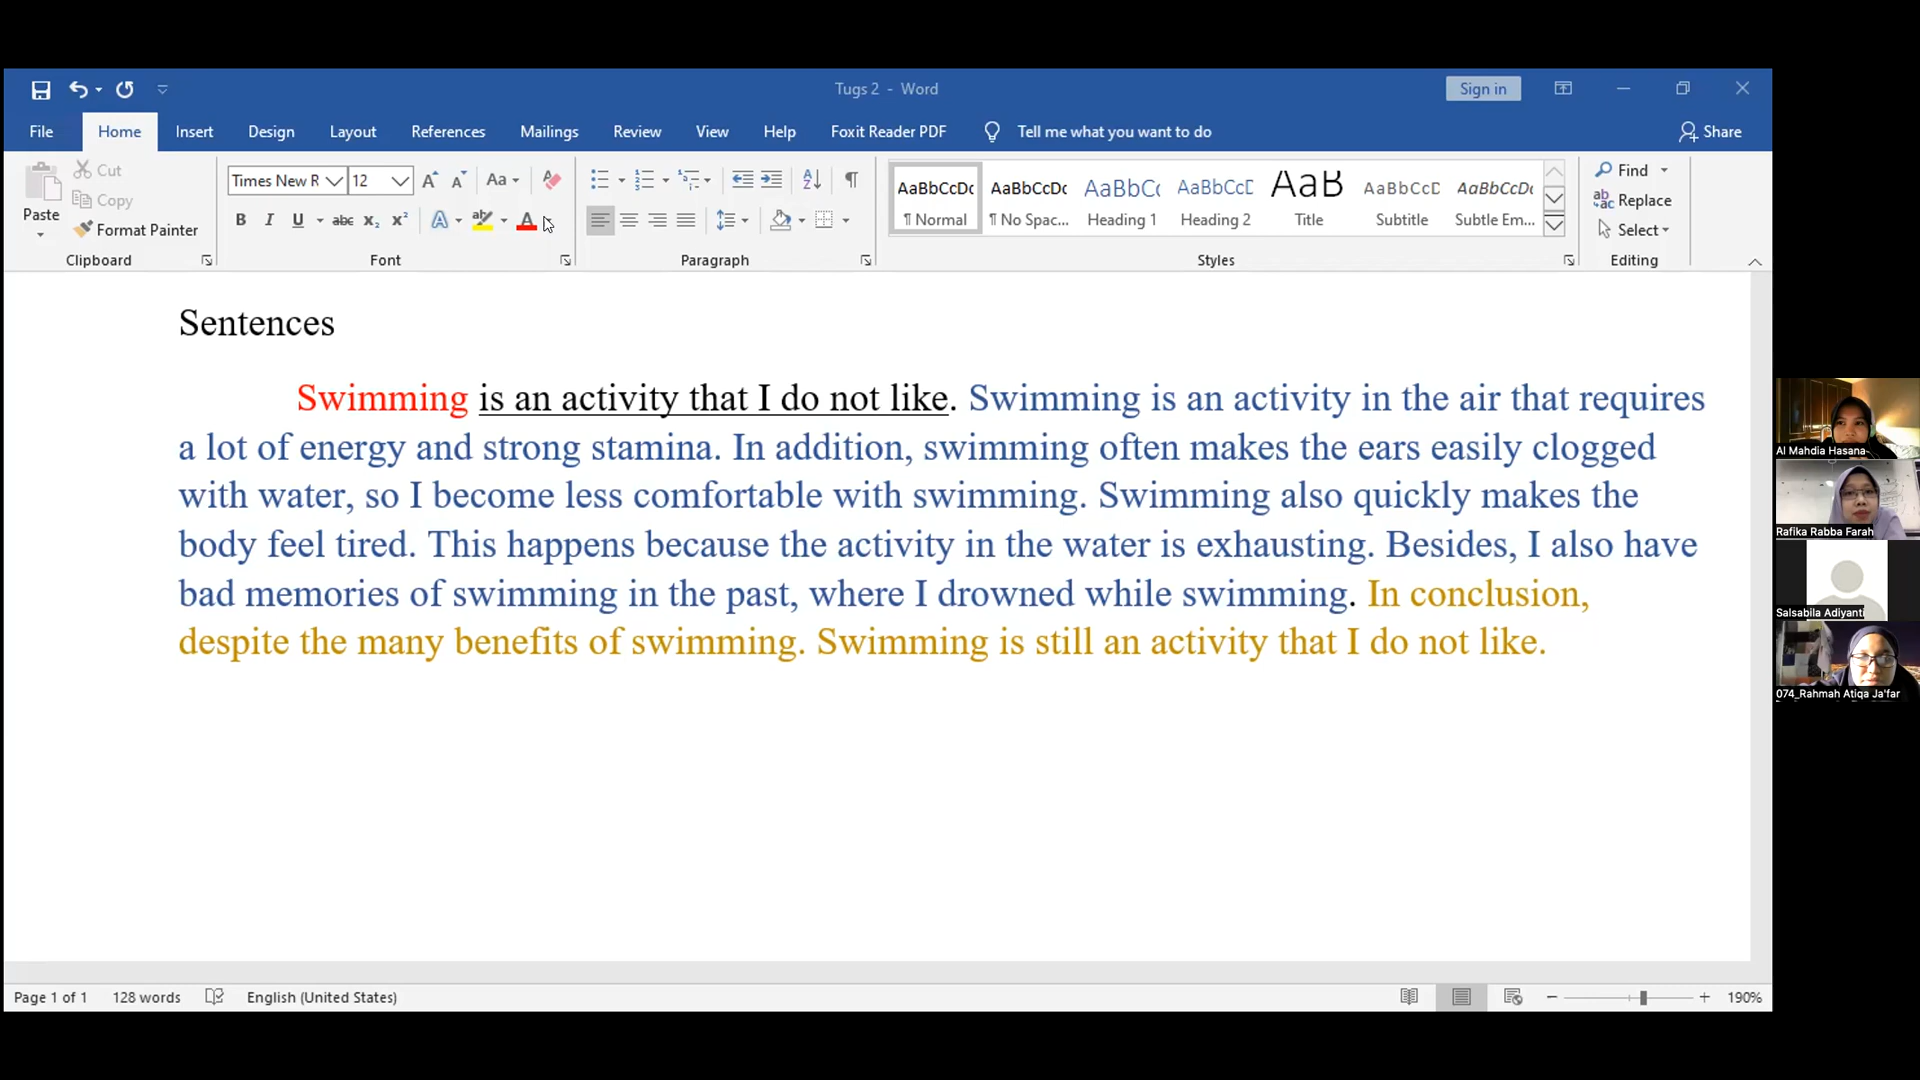 Tugs 2 - Word
Sign in
File Home Insert Design Layout References Mailings Review View Help Foxit Reader PDF Tell me what you want to do Share
Paste
Cut
Copy
Format Painter
Clipboard
Times New R 12
Aa
B I U abc x₂ x² A ab A
Font
Paragraph
AaBbCcDc AaBbCcDc AaBbCc AaBbCcD AaB AaBbCcD AaBbCcDc
¶ Normal ¶ No Spac... Heading 1 Heading 2 Title Subtitle Subtle Em...
Styles
Find
Replace
Select
Editing
Sentences
Swimming is an activity that I do not like. Swimming is an activity in the air that requires
a lot of energy and strong stamina. In addition, swimming often makes the ears easily clogged
with water, so I become less comfortable with swimming. Swimming also quickly makes the
body feel tired. This happens because the activity in the water is exhausting. Besides, I also have
bad memories of swimming in the past, where I drowned while swimming. In conclusion,
despite the many benefits of swimming. Swimming is still an activity that I do not like.
Page 1 of 1 128 words English (United States) 190%
Al Mahdia Hasana-
Rafika Rabba Farah
Salsabila Adiyanti
074_Rahmah Atiqa Ja'far